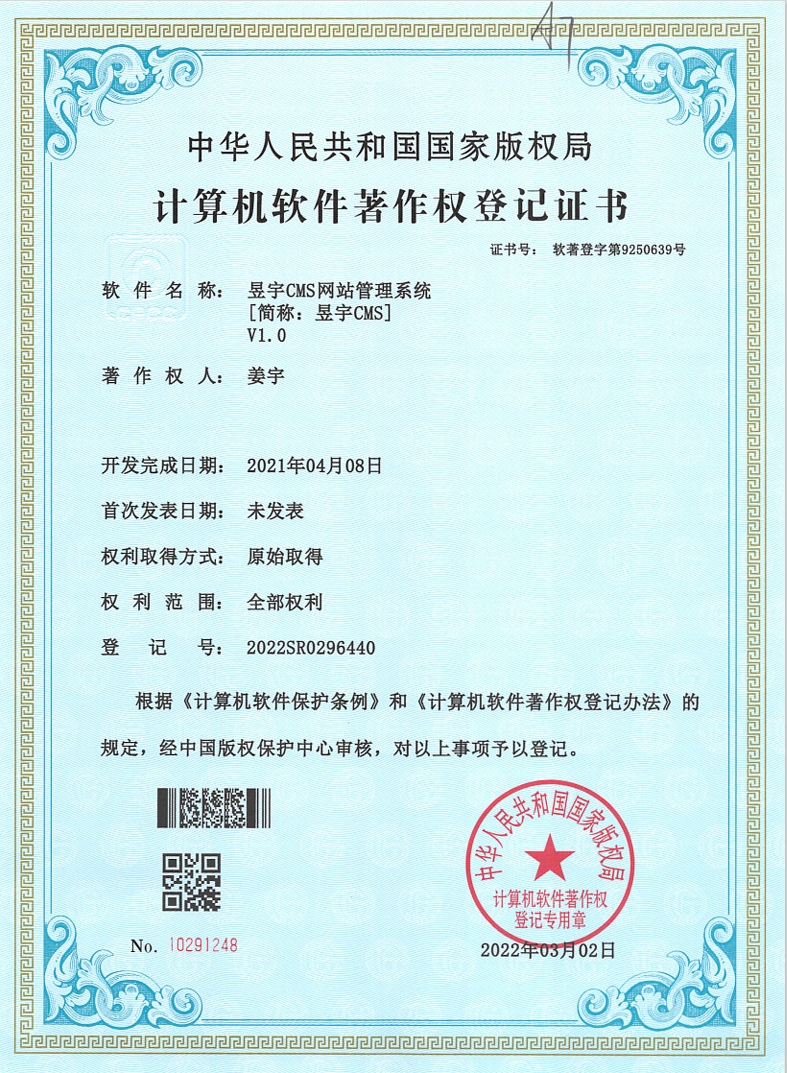 中华人民共和国国家版权局
计算机软件著作权登记证书
证书号： 软著登字第9250639号
软件名称： 昱宇CMS网站管理系统
[简称：昱宇CMS]
V1.0
著作权人： 姜宇
开发完成日期： 2021年04月08日
首次发表日期： 未发表
权利取得方式： 原始取得
权利范围： 全部权利
登记号： 2022SR0296440
根据《计算机软件保护条例》和《计算机软件著作权登记办法》的
规定，经中国版权保护中心审核，对以上事项予以登记。
中华人民共和国国家版权局
计算机软件著作权
登记专用章
No. 10291248
2022年03月02日